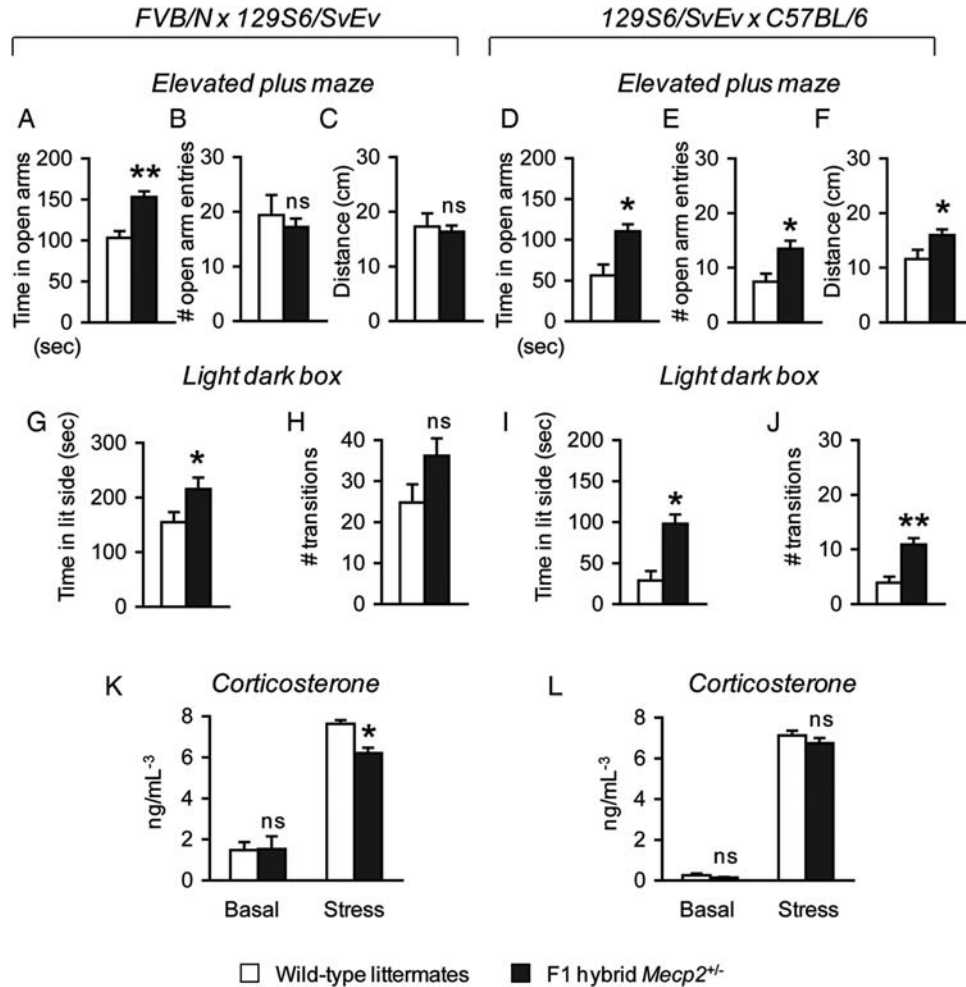 FVB/N x 129S6/SvEv
129S6/SvEv x C57BL/6
Elevated plus maze
Elevated plus maze
A
B
C
D
E
F
Time in open arms
(sec)
200
150
100
50
0
**
# open arm entries
30
20
10
0
ns
Distance (cm)
30
20
10
0
ns
Time in open arms
(sec)
200
150
100
50
0
*
# open arm entries
30
20
10
0
*
Distance (cm)
30
20
10
0
*
Light dark box
Light dark box
G
H
I
J
Time in lit side (sec)
300
200
100
0
*
# transitions
40
30
20
10
0
ns
Time in lit side (sec)
200
150
100
50
0
*
# transitions
30
20
10
0
**
K
Corticosterone
L
Corticosterone
ng/mL-3
8
6
4
2
0
ns
*
Basal
Stress
ng/mL-3
8
6
4
2
0
ns
ns
Basal
Stress
Wild-type littermates
F1 hybrid Mecp2+/-